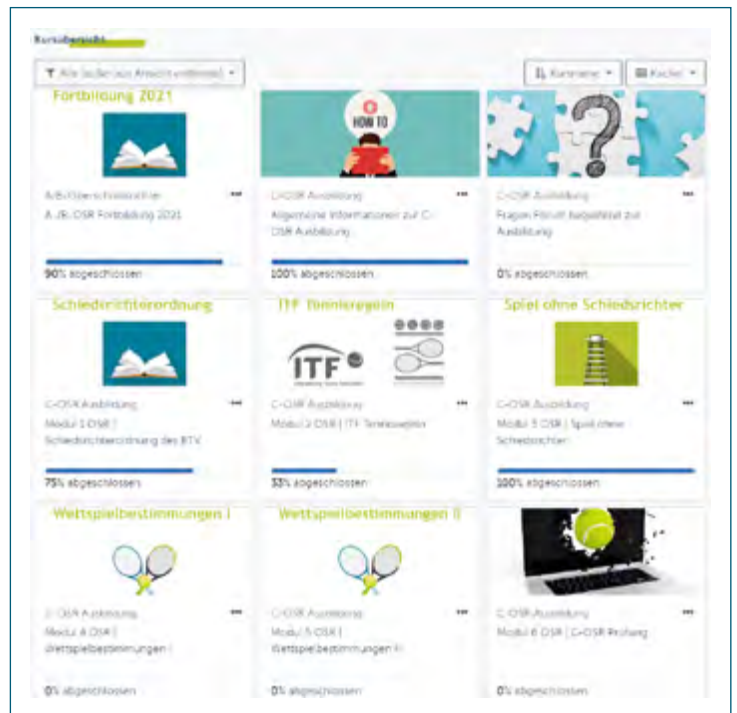 Kursübersicht
Alle (außer aus Ansicht entfernte)
Kursname
Kachel
Fortbildung 2021
HOW TO
A-/B-Oberschiedsrichter
A-/B- OSR Fortbildung 2021
90% abgeschlossen
C-OSR Ausbildung
Allgemeine Informationen zur C-
OSR Ausbildung
100% abgeschlossen
C-OSR Ausbildung
Fragen Forum
zur
Ausbildung
0% abgeschlossen
Schiedsrichterordnung
C-OSR Ausbildung
Modul 1 OSR |
Schiedsrichterordnung des BTV
75% abgeschlossen
ITF Tennisregeln
ITF
C-OSR Ausbildung
Modul 2 OSR | ITF Tennisregeln
33% abgeschlossen
Spiel ohne Schiedsrichter
C-OSR Ausbildung
Modul 3 OSR | Spiel ohne
Schiedsrichter
100% abgeschlossen
Wettspielbestimmungen I
C-OSR Ausbildung
Modul 4 OSR |
Wettspielbestimmungen I
0% abgeschlossen
Wettspielbestimmungen II
C-OSR Ausbildung
Modul 5 OSR |
Wettspielbestimmungen II
0% abgeschlossen
C-OSR Ausbildung
Modul 6 OSR | C-OSR Prüfung
0% abgeschlossen